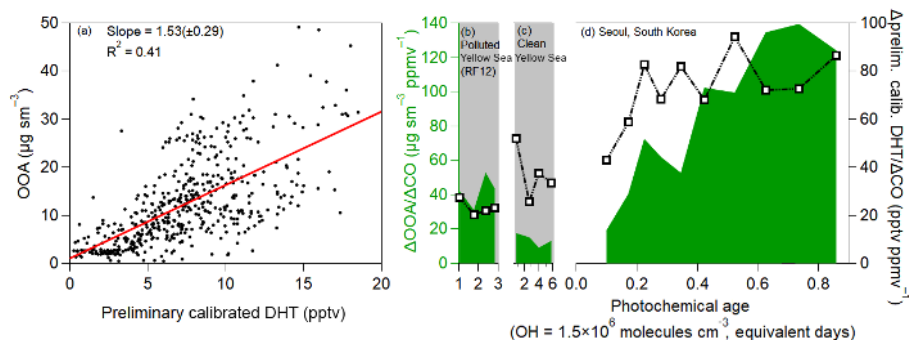 (a) Slope = 1.53(±0.29)
R² = 0.41
50
40
30
20
10
0
OOA (µg sm⁻³)
0 5 10 15 20
Preliminary calibrated DHT (pptv)
ΔOOA/ΔCO (µg sm⁻³ ppmv⁻¹)
140
120
100
80
60
40
20
0
(b)
Polluted
Yellow Sea
(RF12)
1 2 3
(c)
Clean
Yellow Sea
2 4 6
(d) Seoul, South Korea
0.0 0.2 0.4 0.6 0.8
Photochemical age
(OH = 1.5×10⁶ molecules cm⁻³, equivalent days)
100
80
60
40
20
0
Δprelim. calib. DHT/ΔCO
(pptv ppmv⁻¹)